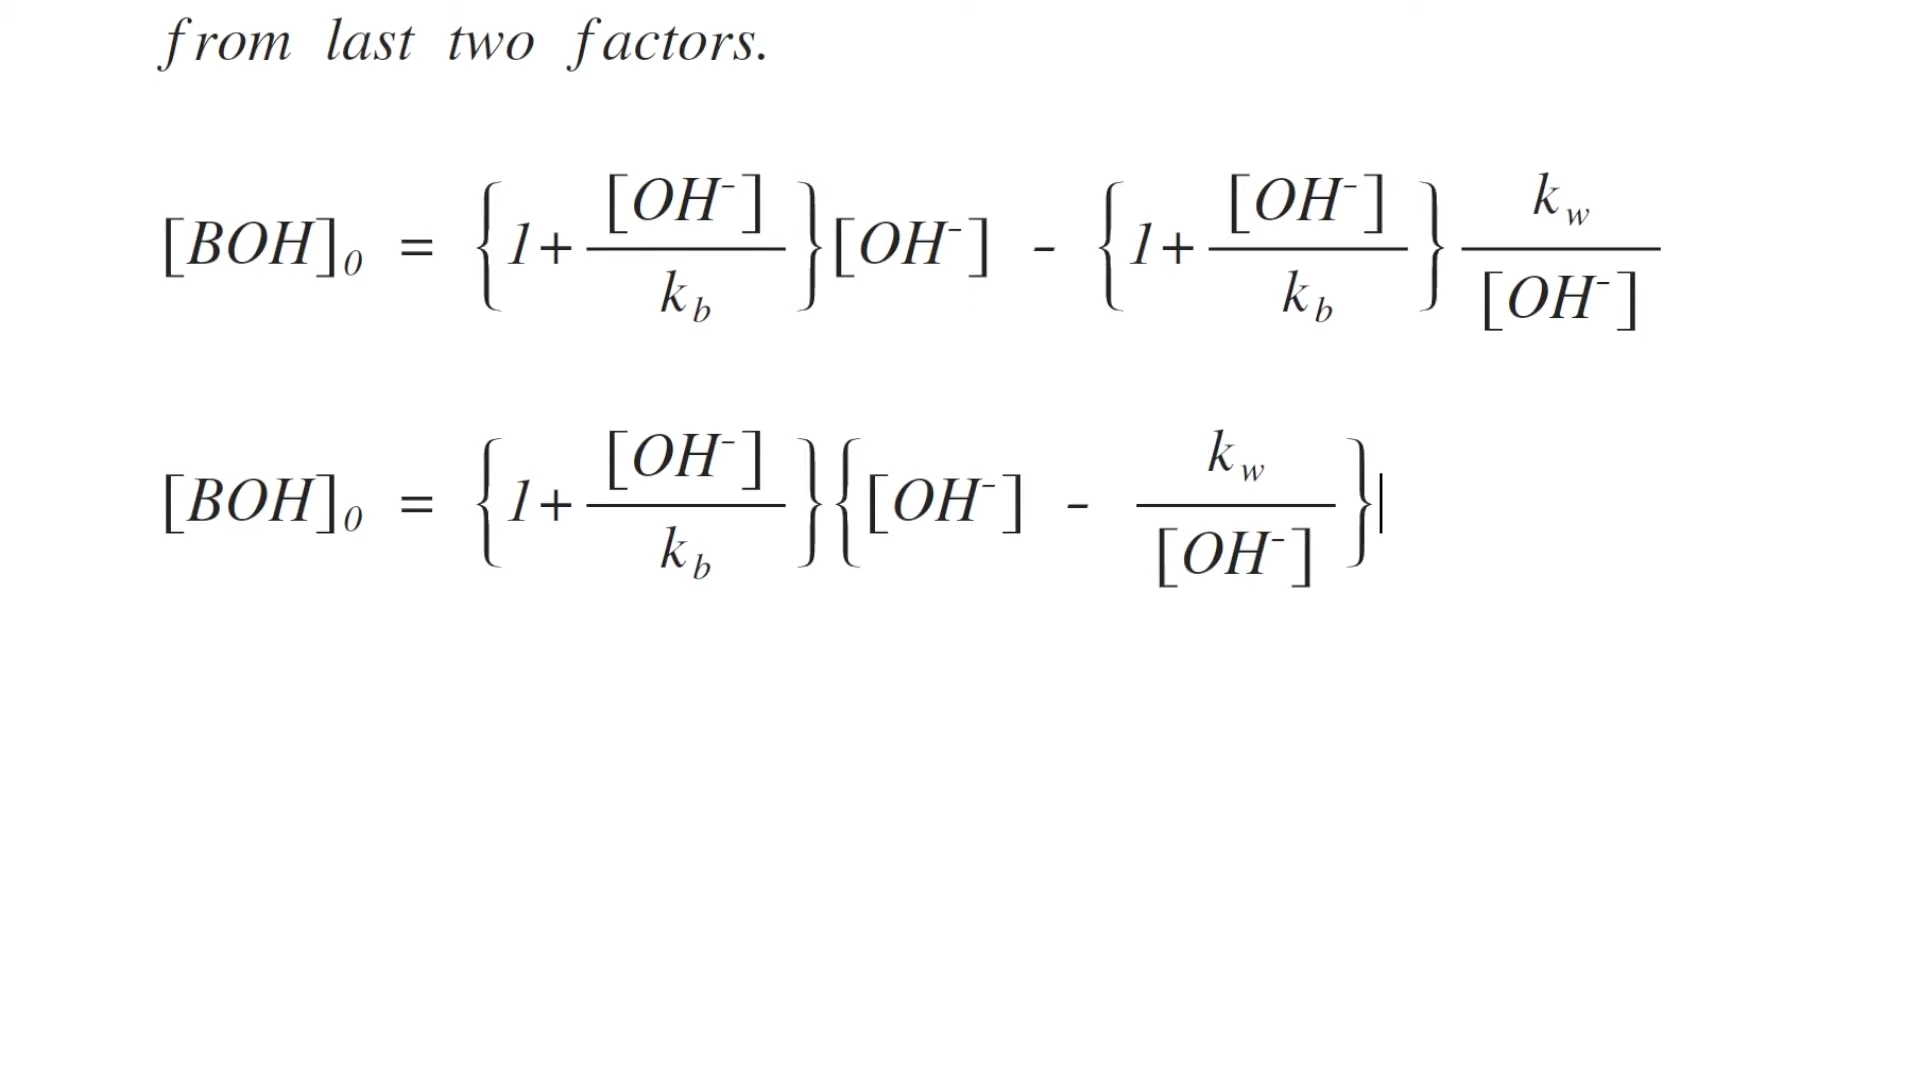 from last two factors.
[BOH]₀ = {1+ [OH⁻]/k_b}[OH⁻] - {1+ [OH⁻]/k_b} k_w/[OH⁻]
[BOH]₀ = {1+ [OH⁻]/k_b}{[OH⁻] - k_w/[OH⁻]}